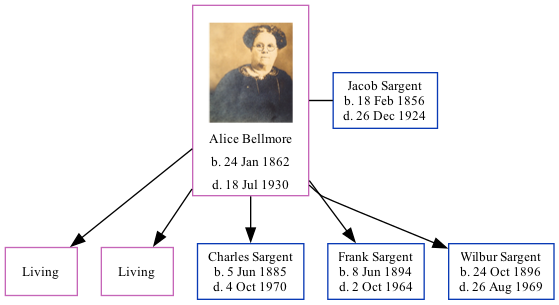 Alice Bellmore
b. 24 Jan 1862
d. 18 Jul 1930
Jacob Sargent
b. 18 Feb 1856
d. 26 Dec 1924
Living
Living
Charles Sargent
b. 5 Jun 1885
d. 4 Oct 1970
Frank Sargent
b. 8 Jun 1894
d. 2 Oct 1964
Wilbur Sargent
b. 24 Oct 1896
d. 26 Aug 1969